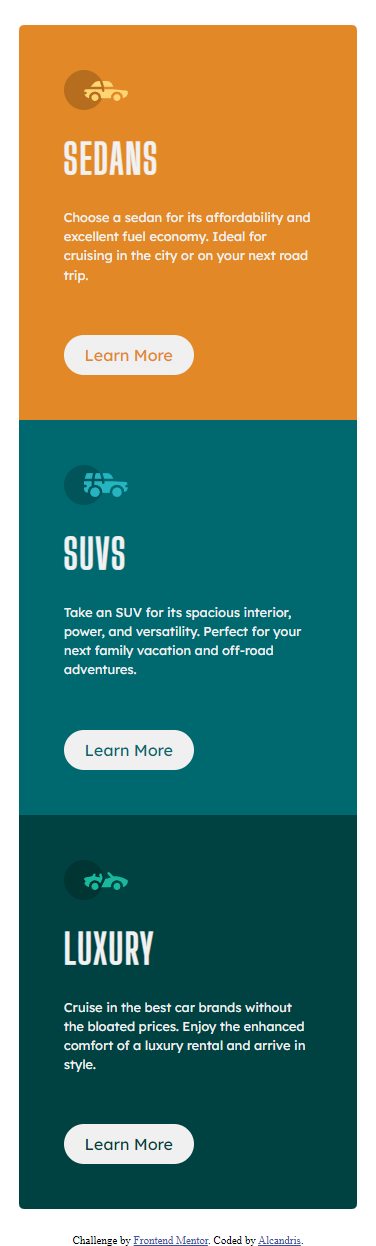 SEDANS
Choose a sedan for its affordability and
excellent fuel economy. Ideal for
cruising in the city or on your next road
trip.
Learn More
SUVS
Take an SUV for its spacious interior,
power, and versatility. Perfect for your
next family vacation and off-road
adventures.
Learn More
LUXURY
Cruise in the best car brands without
the bloated prices. Enjoy the enhanced
comfort of a luxury rental and arrive in
style.
Learn More
Challenge by Frontend Mentor. Coded by Alcandris.